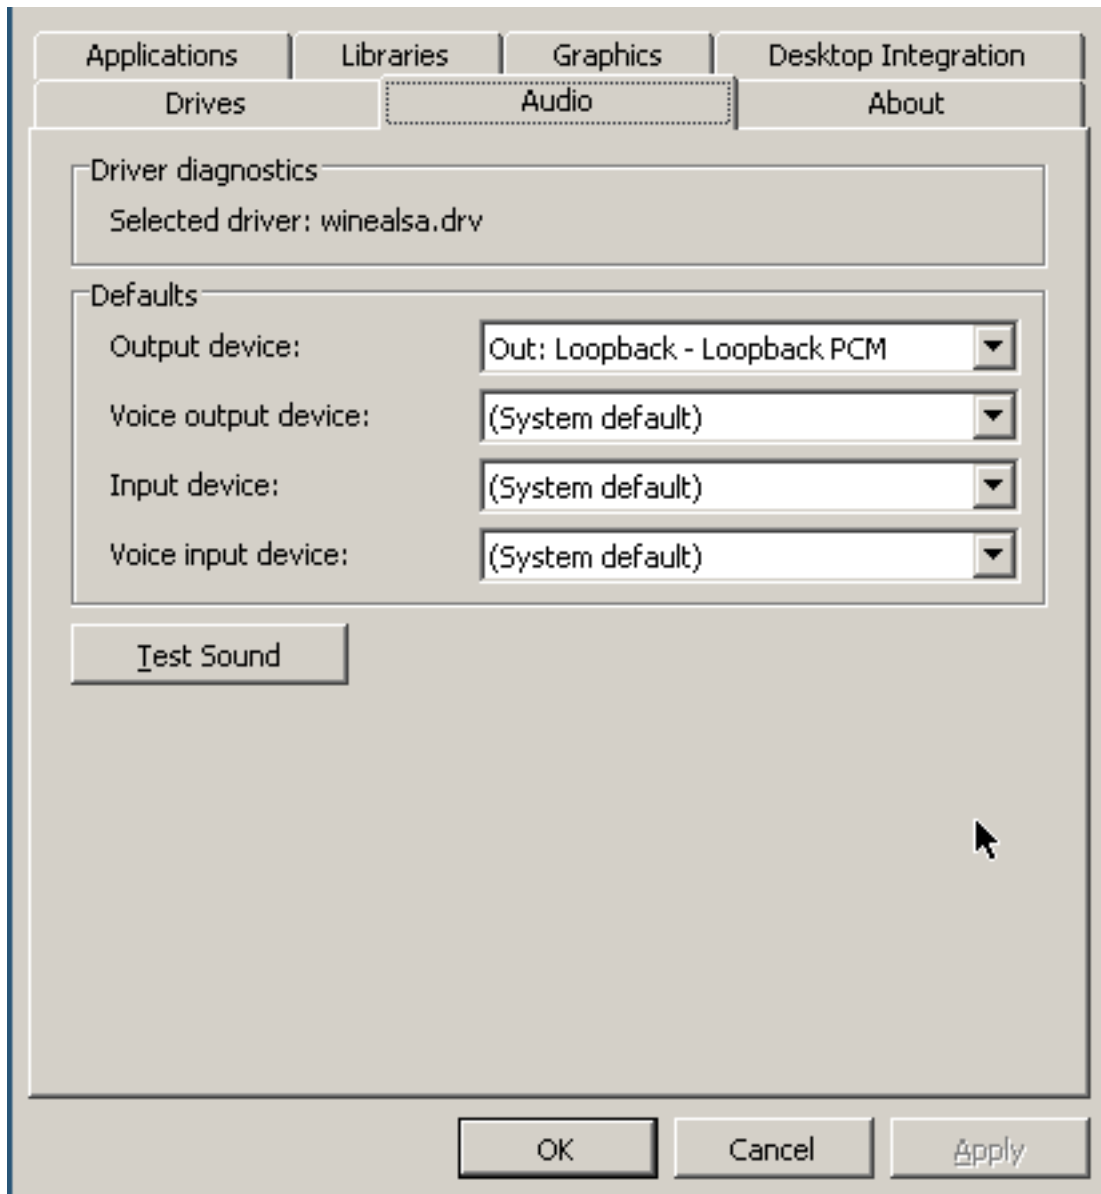 Applications Libraries Graphics Desktop Integration
Drives Audio About
Driver diagnostics
Selected driver: winealsa.drv
Defaults
Output device: Out: Loopback - Loopback PCM
Voice output device: (System default)
Input device: (System default)
Voice input device: (System default)
Test Sound
OK Cancel Apply